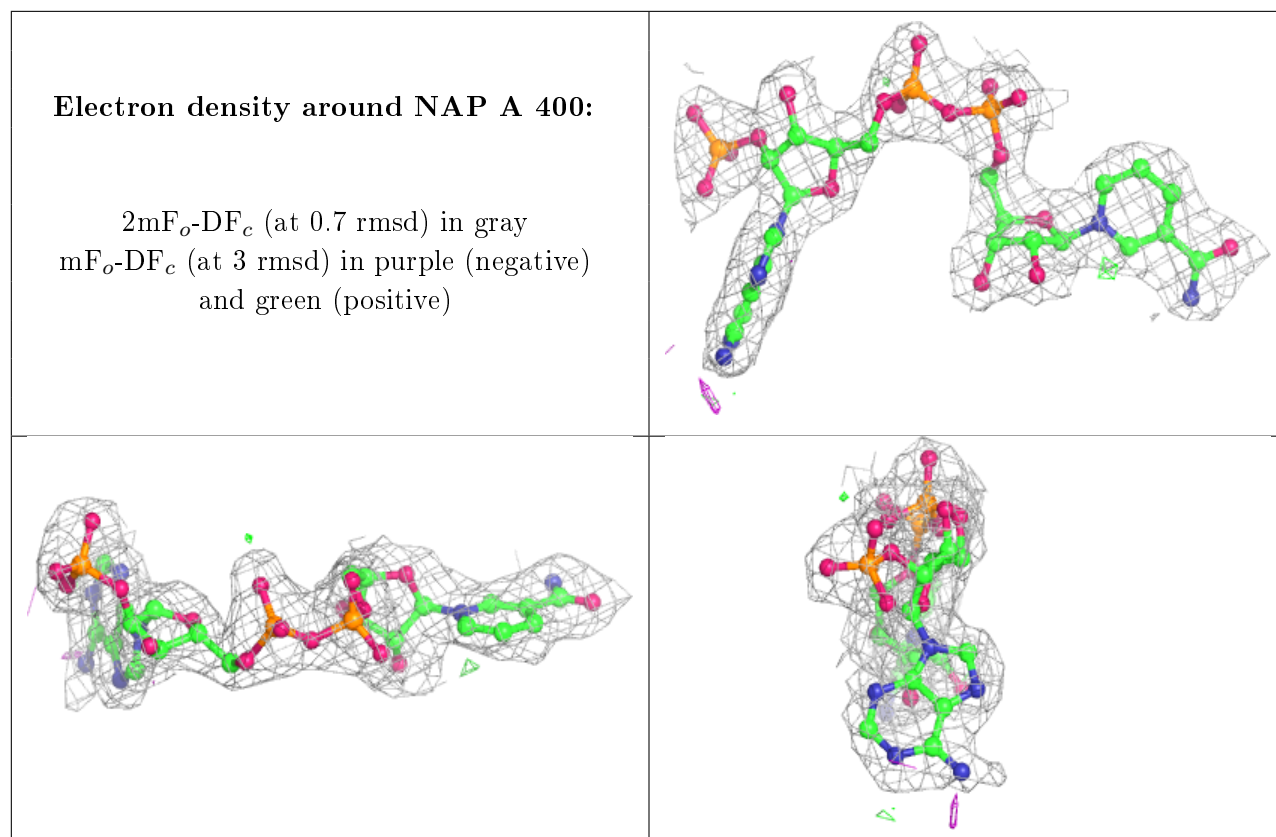 Electron density around NAP A 400:
2mFₒ-DF𝒸 (at 0.7 rmsd) in gray
mFₒ-DF𝒸 (at 3 rmsd) in purple (negative)
and green (positive)